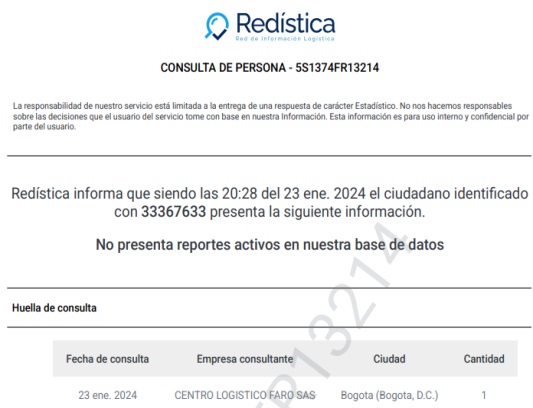 Redística
Red de Información Logística
CONSULTA DE PERSONA - 5S1374FR13214
La responsabilidad de nuestro servicio está limitada a la entrega de una respuesta de carácter Estadístico. No nos hacemos responsables
sobre las decisiones que el usuario del servicio tome con base en nuestra Información. Esta información es para uso interno y confidencial por
parte del usuario.
Redística informa que siendo las 20:28 del 23 ene. 2024 el ciudadano identificado
con 33367633 presenta la siguiente información.
No presenta reportes activos en nuestra base de datos
Huella de consulta
Fecha de consulta Empresa consultante Ciudad Cantidad
23 ene. 2024 CENTRO LOGISTICO FARO SAS Bogota (Bogota, D.C.) 1